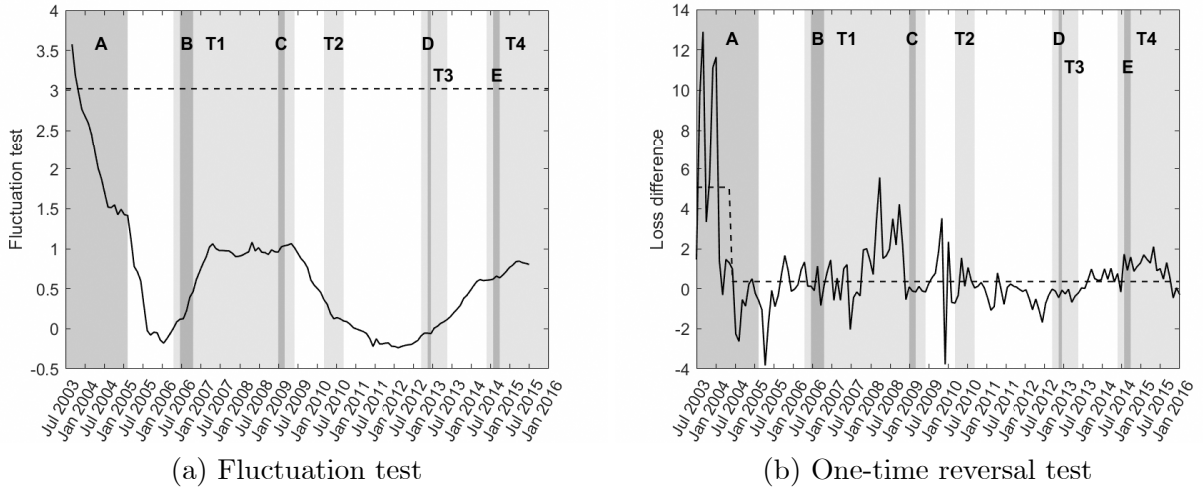 4
3.5
3
2.5
2
1.5
1
0.5
0
-0.5
Fluctuation test
A
B
T1
C
T2
D
T3
E
T4
Jul 2003
Jan 2004
Jul 2004
Jan 2005
Jul 2005
Jan 2006
Jul 2006
Jan 2007
Jul 2007
Jan 2008
Jul 2008
Jan 2009
Jul 2009
Jan 2010
Jul 2010
Jan 2011
Jul 2011
Jan 2012
Jul 2012
Jan 2013
Jul 2013
Jan 2014
Jul 2014
Jan 2015
Jul 2015
Jan 2016
(a) Fluctuation test
14
12
10
8
6
4
2
0
-2
-4
Loss difference
A
B
T1
C
T2
D
T3
E
T4
Jul 2003
Jan 2004
Jul 2004
Jan 2005
Jul 2005
Jan 2006
Jul 2006
Jan 2007
Jul 2007
Jan 2008
Jul 2008
Jan 2009
Jul 2009
Jan 2010
Jul 2010
Jan 2011
Jul 2011
Jan 2012
Jul 2012
Jan 2013
Jul 2013
Jan 2014
Jul 2014
Jan 2015
Jul 2015
Jan 2016
(b) One-time reversal test